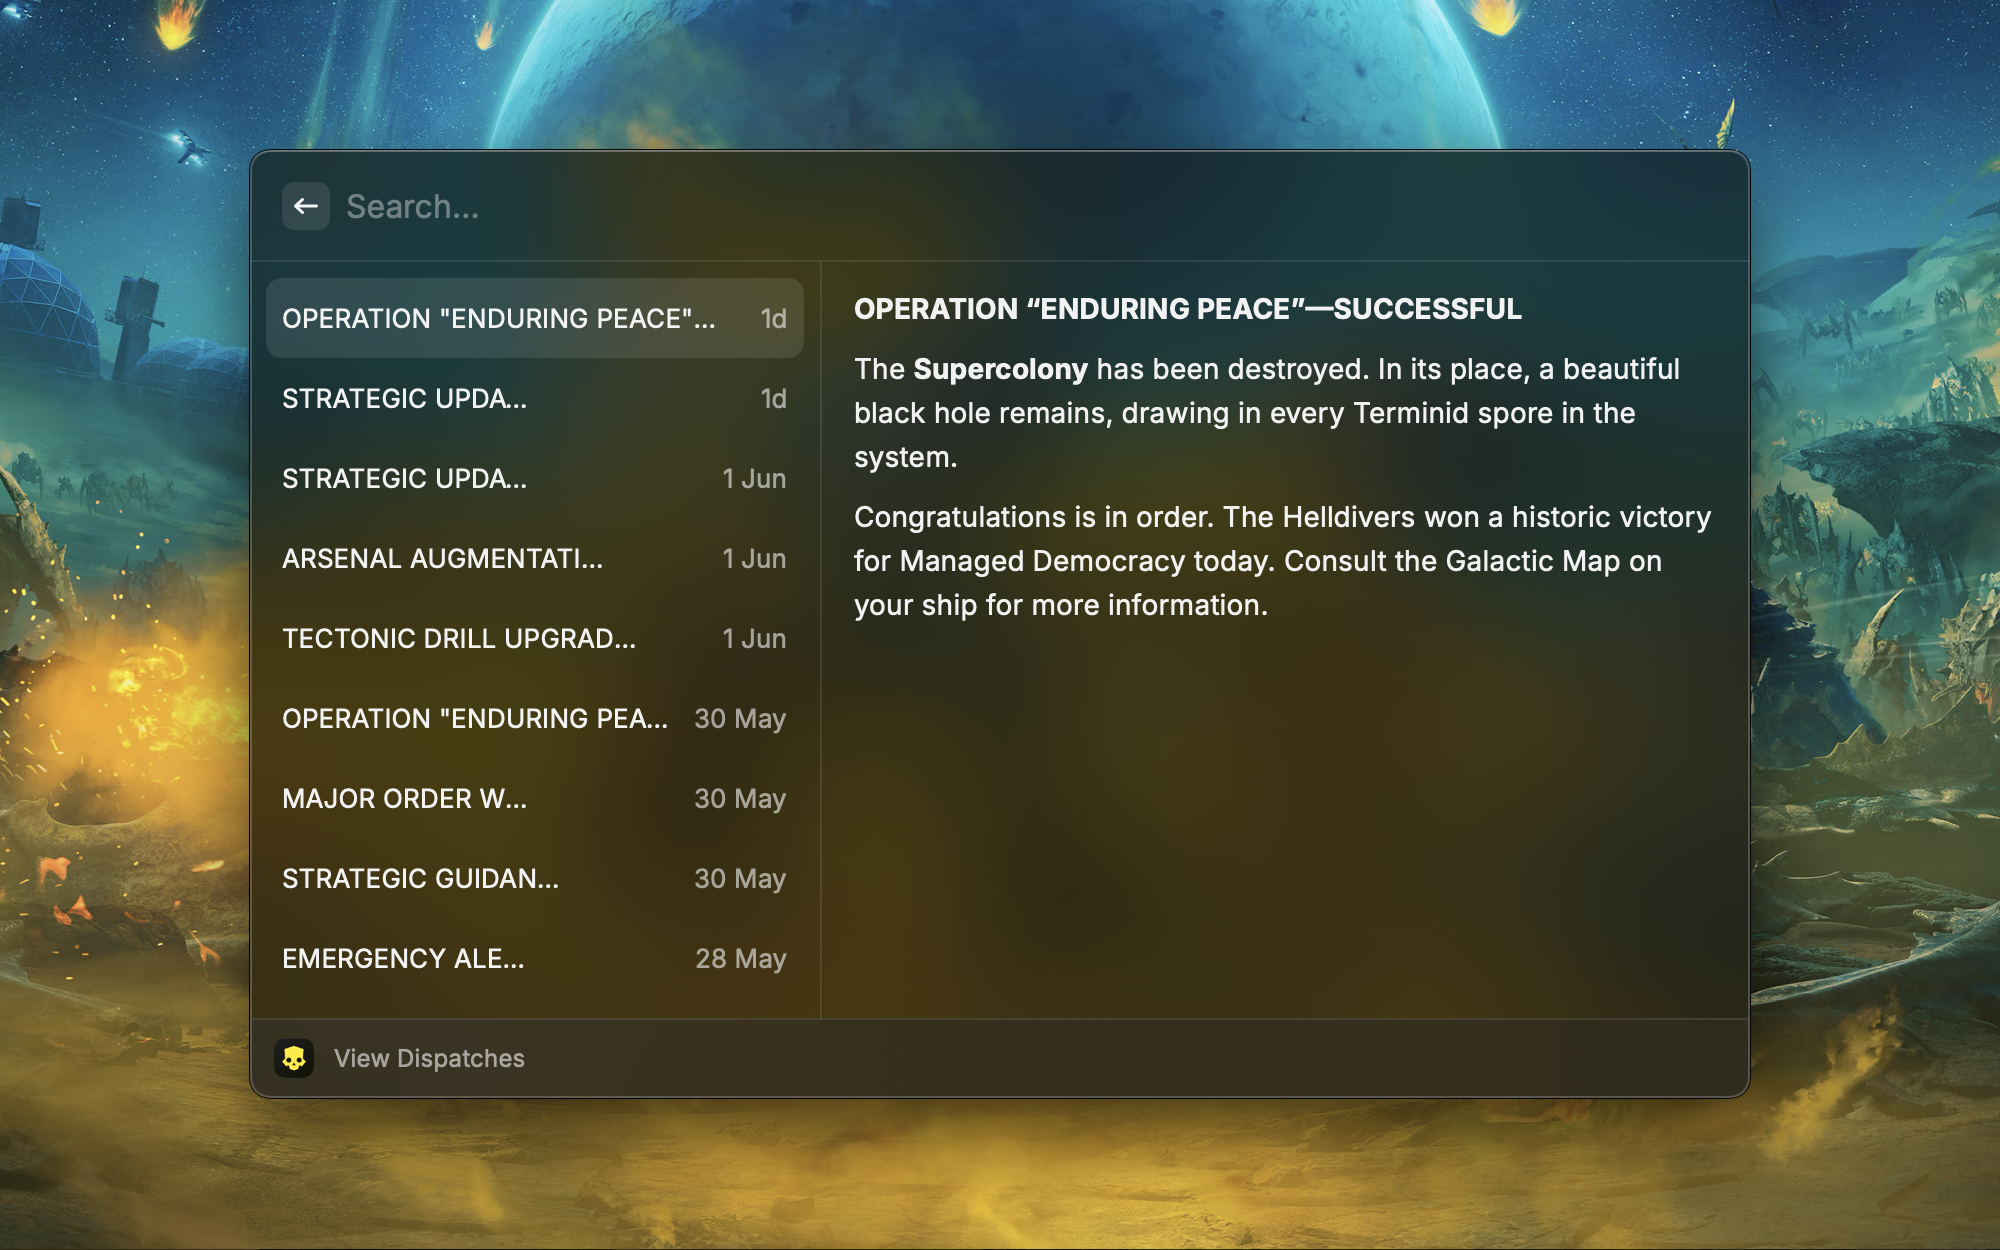 Search...
OPERATION "ENDURING PEACE"... 1d
STRATEGIC UPDA... 1d
STRATEGIC UPDA... 1 Jun
ARSENAL AUGMENTATI... 1 Jun
TECTONIC DRILL UPGRAD... 1 Jun
OPERATION "ENDURING PEA... 30 May
MAJOR ORDER W... 30 May
STRATEGIC GUIDAN... 30 May
EMERGENCY ALE... 28 May
OPERATION “ENDURING PEACE”—SUCCESSFUL
The Supercolony has been destroyed. In its place, a beautiful
black hole remains, drawing in every Terminid spore in the
system.
Congratulations is in order. The Helldivers won a historic victory
for Managed Democracy today. Consult the Galactic Map on
your ship for more information.
View Dispatches